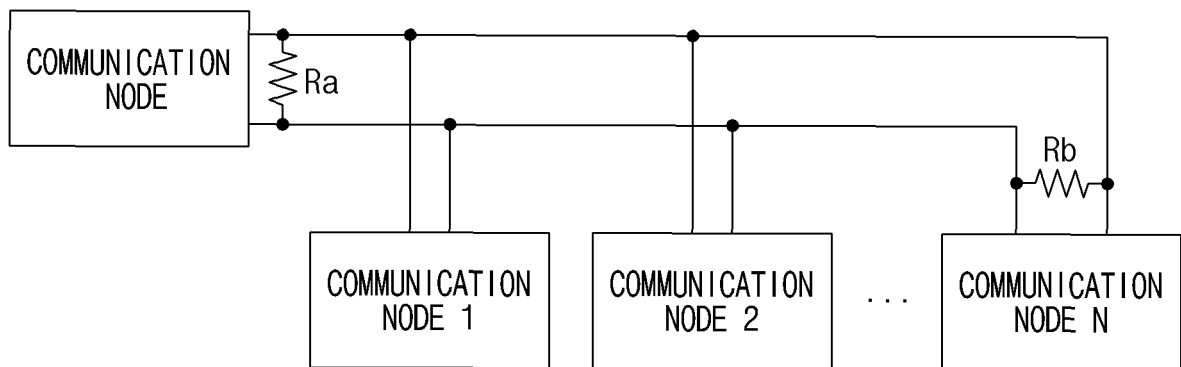 COMMUNICATION
NODE
Ra
Rb
COMMUNICATION
NODE 1
COMMUNICATION
NODE 2
...
COMMUNICATION
NODE N